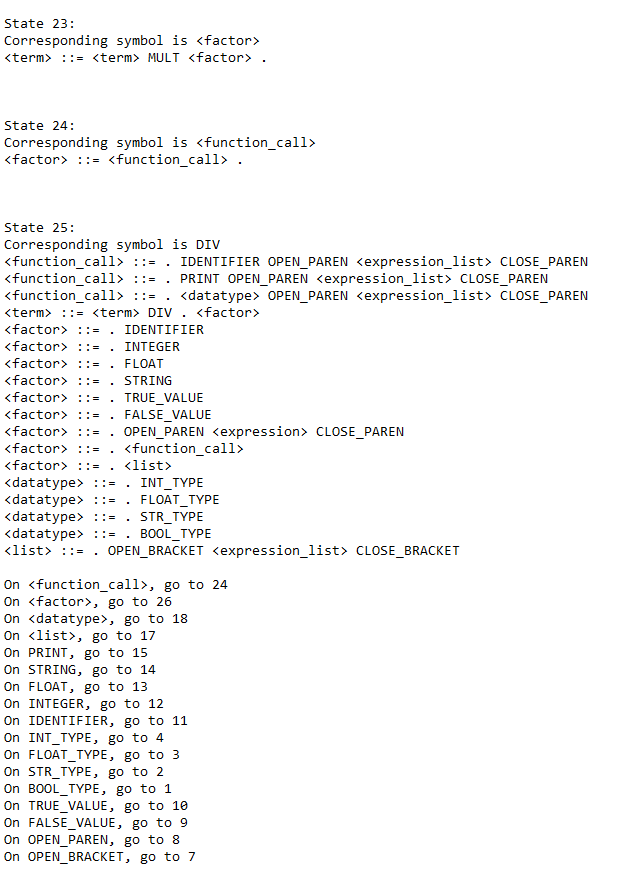 State 23:
Corresponding symbol is <factor>
<term> ::= <term> MULT <factor> .
State 24:
Corresponding symbol is <function_call>
<factor> ::= <function_call> .
State 25:
Corresponding symbol is DIV
<function_call> ::= . IDENTIFIER OPEN_PAREN <expression_list> CLOSE_PAREN
<function_call> ::= . PRINT OPEN_PAREN <expression_list> CLOSE_PAREN
<function_call> ::= . <datatype> OPEN_PAREN <expression_list> CLOSE_PAREN
<term> ::= <term> DIV . <factor>
<factor> ::= . IDENTIFIER
<factor> ::= . INTEGER
<factor> ::= . FLOAT
<factor> ::= . STRING
<factor> ::= . TRUE_VALUE
<factor> ::= . FALSE_VALUE
<factor> ::= . OPEN_PAREN <expression> CLOSE_PAREN
<factor> ::= . <function_call>
<factor> ::= . <list>
<datatype> ::= . INT_TYPE
<datatype> ::= . FLOAT_TYPE
<datatype> ::= . STR_TYPE
<datatype> ::= . BOOL_TYPE
<list> ::= . OPEN_BRACKET <expression_list> CLOSE_BRACKET
On <function_call>, go to 24
On <factor>, go to 26
On <datatype>, go to 18
On <list>, go to 17
On PRINT, go to 15
On STRING, go to 14
On FLOAT, go to 13
On INTEGER, go to 12
On IDENTIFIER, go to 11
On INT_TYPE, go to 4
On FLOAT_TYPE, go to 3
On STR_TYPE, go to 2
On BOOL_TYPE, go to 1
On TRUE_VALUE, go to 10
On FALSE_VALUE, go to 9
On OPEN_PAREN, go to 8
On OPEN_BRACKET, go to 7